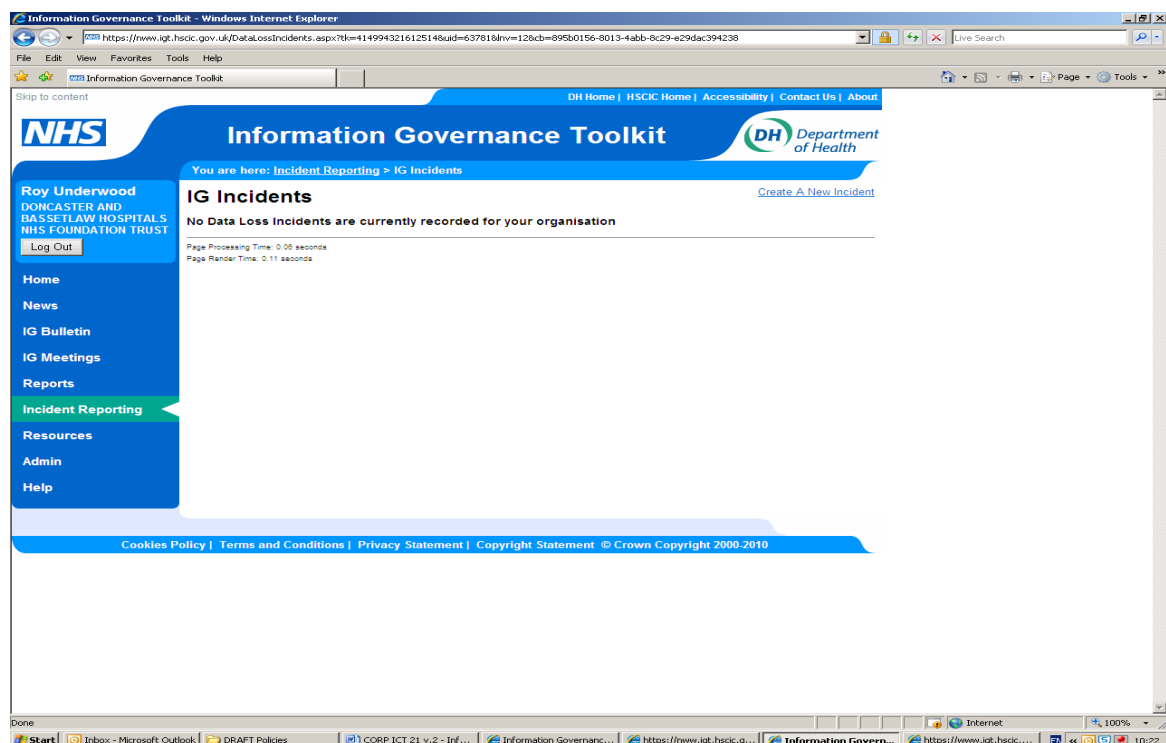 Information Governance Toolkit - Windows Internet Explorer
https://nww.igt.hscic.gov.uk/DataLossIncidents.aspx?tk=414994321612514&uid=63781&lnv=12&cb=895b0156-8013-4abb-8c29-e29dac394238
Live Search
File Edit View Favorites Tools Help
NHS Information Governance Toolkit
Page Tools
Skip to content
DH Home | HSCIC Home | Accessibility | Contact Us | About
NHS
Information Governance Toolkit
DH Department
of Health
You are here: Incident Reporting > IG Incidents
Roy Underwood
DONCASTER AND
BASSETLAW HOSPITALS
NHS FOUNDATION TRUST
Log Out
IG Incidents
Create A New Incident
No Data Loss Incidents are currently recorded for your organisation
Page Processing Time: 0.06 seconds
Page Render Time: 0.11 seconds
Home
News
IG Bulletin
IG Meetings
Reports
Incident Reporting
Resources
Admin
Help
Cookies Policy | Terms and Conditions | Privacy Statement | Copyright Statement © Crown Copyright 2000-2010
Done
Internet
100%
Start
Inbox - Microsoft Outlook
DRAFT Policies
CORP ICT 21 v.2 - Inf...
Information Governanc...
https://nww.igt.hscic.g...
Information Govern...
https://www.igt.hscic....
EN
10:22